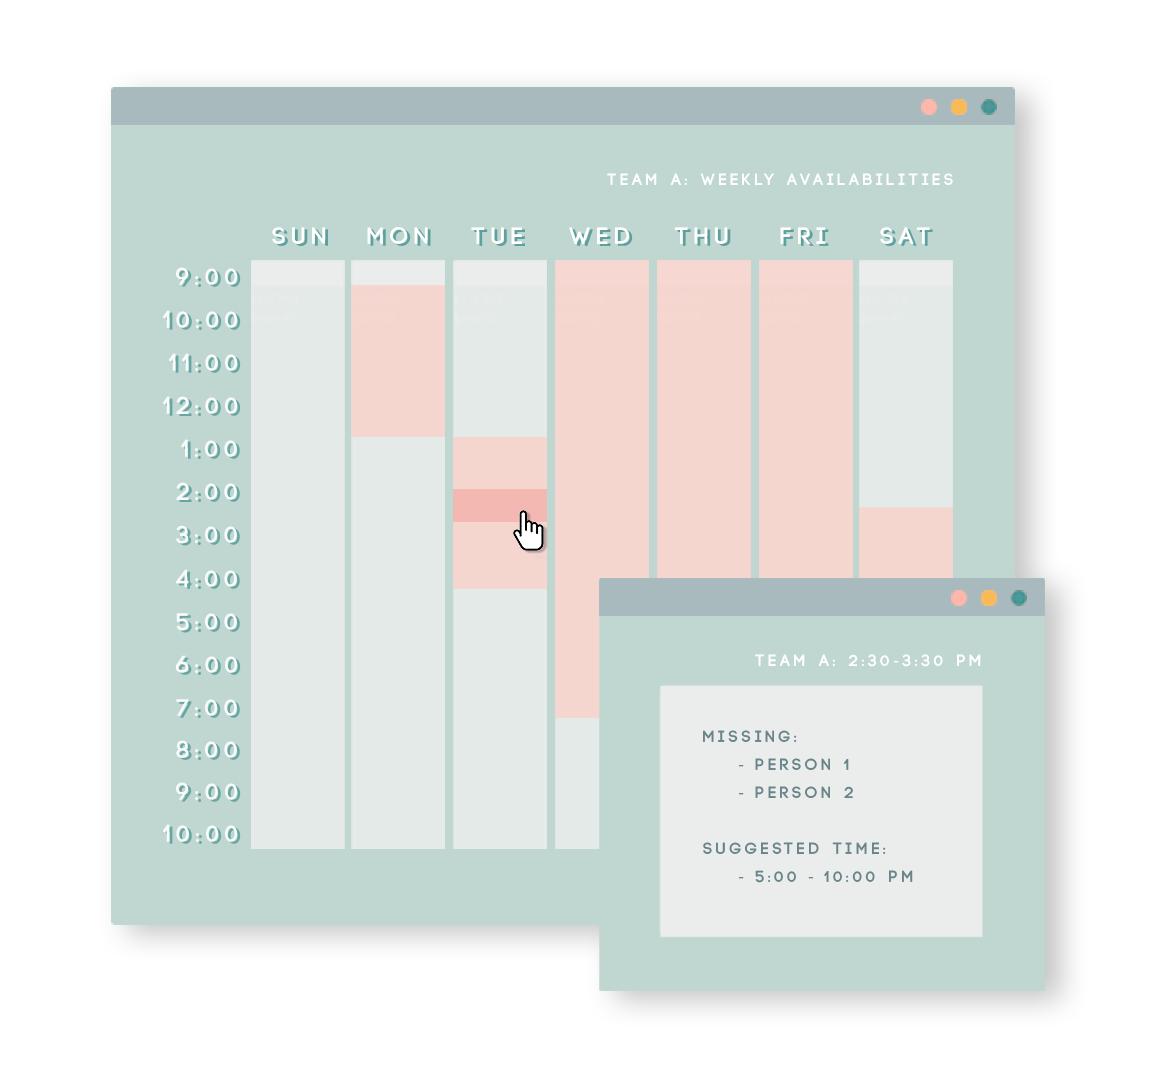 TEAM A: WEEKLY AVAILABILITIES
SUN MON TUE WED THU FRI SAT
9:00
10:00
11:00
12:00
1:00
2:00
3:00
4:00
5:00
6:00
7:00
8:00
9:00
10:00
TEAM A: 2:30-3:30 PM
MISSING:
- PERSON 1
- PERSON 2
SUGGESTED TIME:
- 5:00 - 10:00 PM